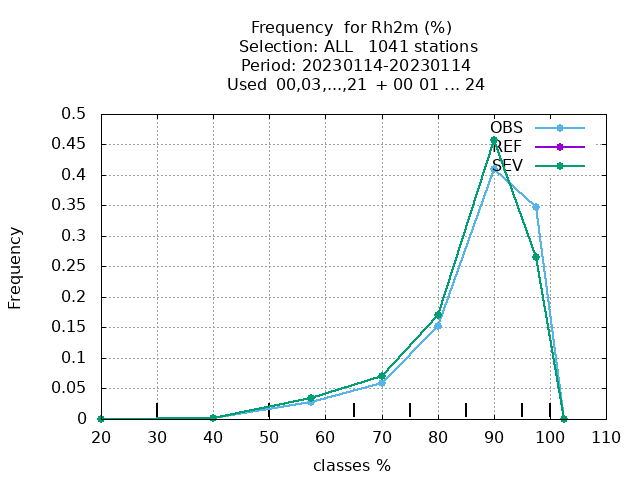 Frequency  for Rh2m (%)
Selection: ALL   1041 stations
Period: 20230114-20230114
Used  00,03,...,21  + 00 01 ... 24
0.5
0.45
0.4
0.35
0.3
0.25
0.2
0.15
0.1
0.05
0
Frequency
OBS
REF
SEV
20 30 40 50 60 70 80 90 100 110
classes %